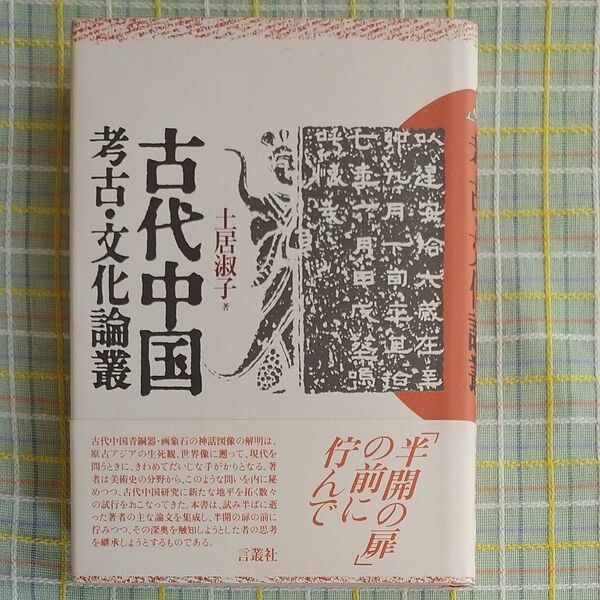 古代中国
考古・文化論叢
土居淑子 著
九月下旬
月甲戌
「半開の扉」
の前に
佇んで
古代中国青銅器・画象石の神話図像の解明は、
原古アジアの生死観、世界像に遡って、現代を
問うときに、きわめてだいじな手がかりとなる。著
者は美術史の分野から、このような問いを内に秘
めつつ、古代中国研究に新たな地平を拓く数々
の試行をおこなってきた。本書は、試み半ばに逝
った著者の主な論文を集成し、半開の扉の前に
佇みつつ、その深奥を触知しようとした者の思考
を継承しようとするものである。
言叢社